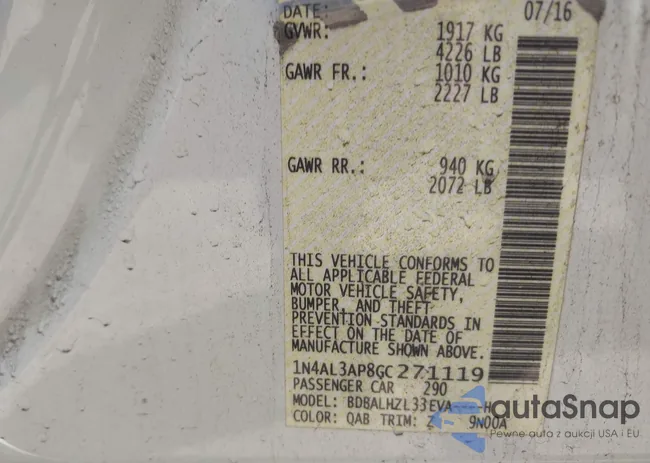 DATE: 07/16
GVWR: 1917 KG
4226 LB
GAWR FR.: 1010 KG
2227 LB
GAWR RR.: 940 KG
2072 LB
THIS VEHICLE CONFORMS TO
ALL APPLICABLE FEDERAL
MOTOR VEHICLE SAFETY,
BUMPER, AND THEFT
PREVENTION STANDARDS IN
EFFECT ON THE DATE OF
MANUFACTURE SHOWN ABOVE.
1N4AL3AP8GC271119
PASSENGER CAR 290
MODEL: BDBALHZL33EVA----H
COLOR: QAB TRIM: Z 9N00A
autaSnap
Pewne auta z aukcji USA i EU